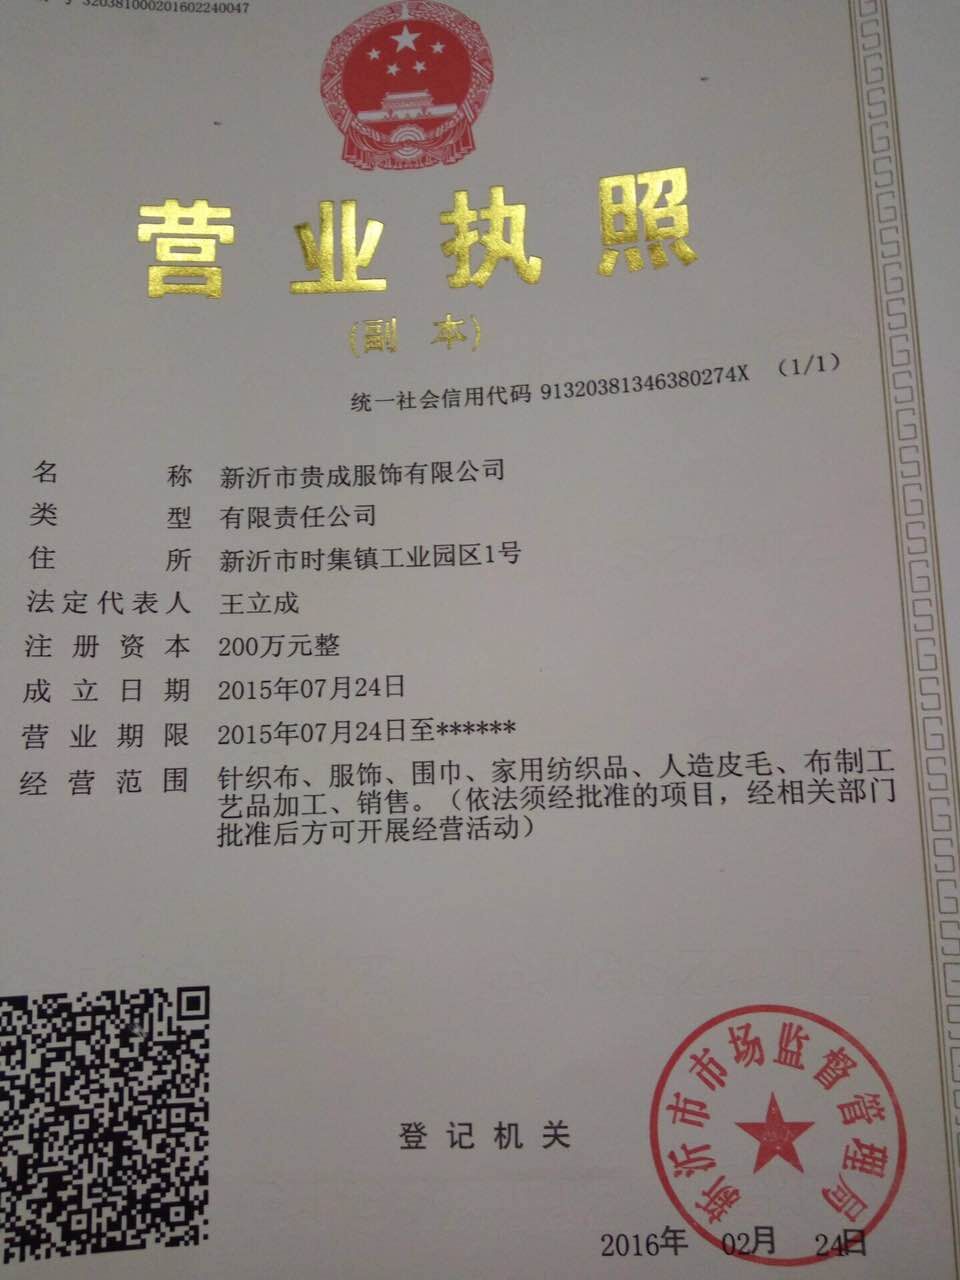 320381000201602240047
营业执照
(副 本)
统一社会信用代码 91320381346380274X (1/1)
名 称 新沂市贵成服饰有限公司
类 型 有限责任公司
住 所 新沂市时集镇工业园区1号
法定代表人 王立成
注册资本 200万元整
成立日期 2015年07月24日
营业期限 2015年07月24日至******
经营范围 针织布、服饰、围巾、家用纺织品、人造皮毛、布制工
艺品加工、销售。（依法须经批准的项目，经相关部门
批准后方可开展经营活动）
新沂市市场监督管理局
登记机关
2016年 02月 24日